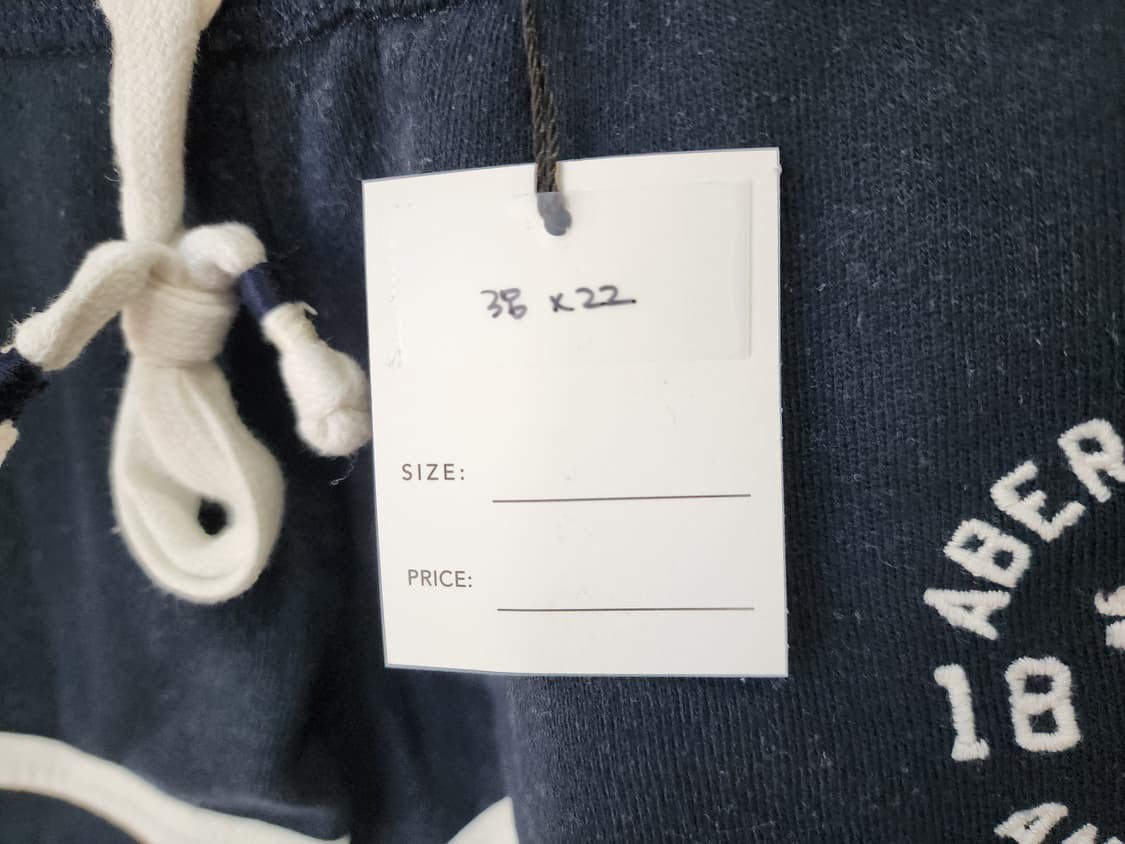 38 x 22
SIZE:
PRICE:
ABER
18